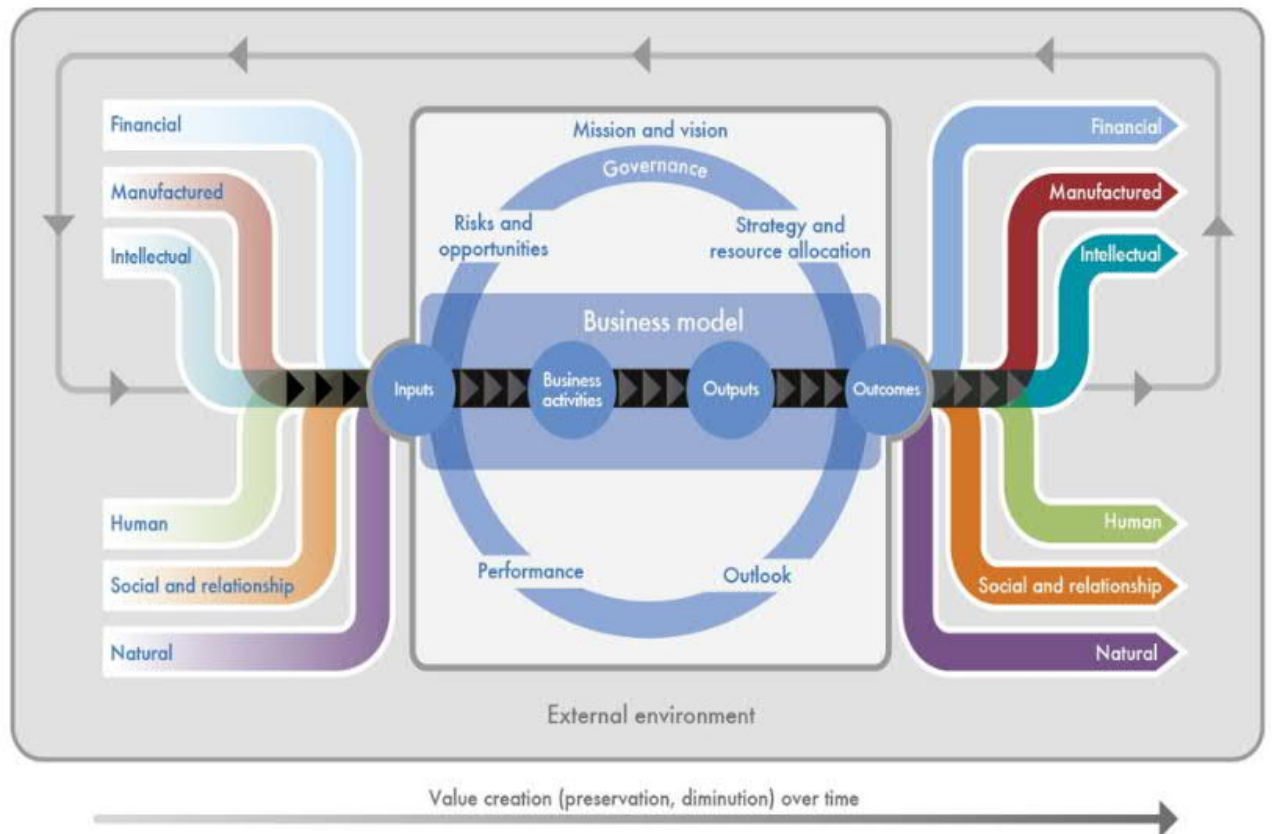 Financial
Manufactured
Intellectual
Human
Social and relationship
Natural
Mission and vision
Governance
Risks and
opportunities
Strategy and
resource allocation
Business model
Inputs
Business
activities
Outputs
Outcomes
Performance
Outlook
Financial
Manufactured
Intellectual
Human
Social and relationship
Natural
External environment
Value creation (preservation, diminution) over time